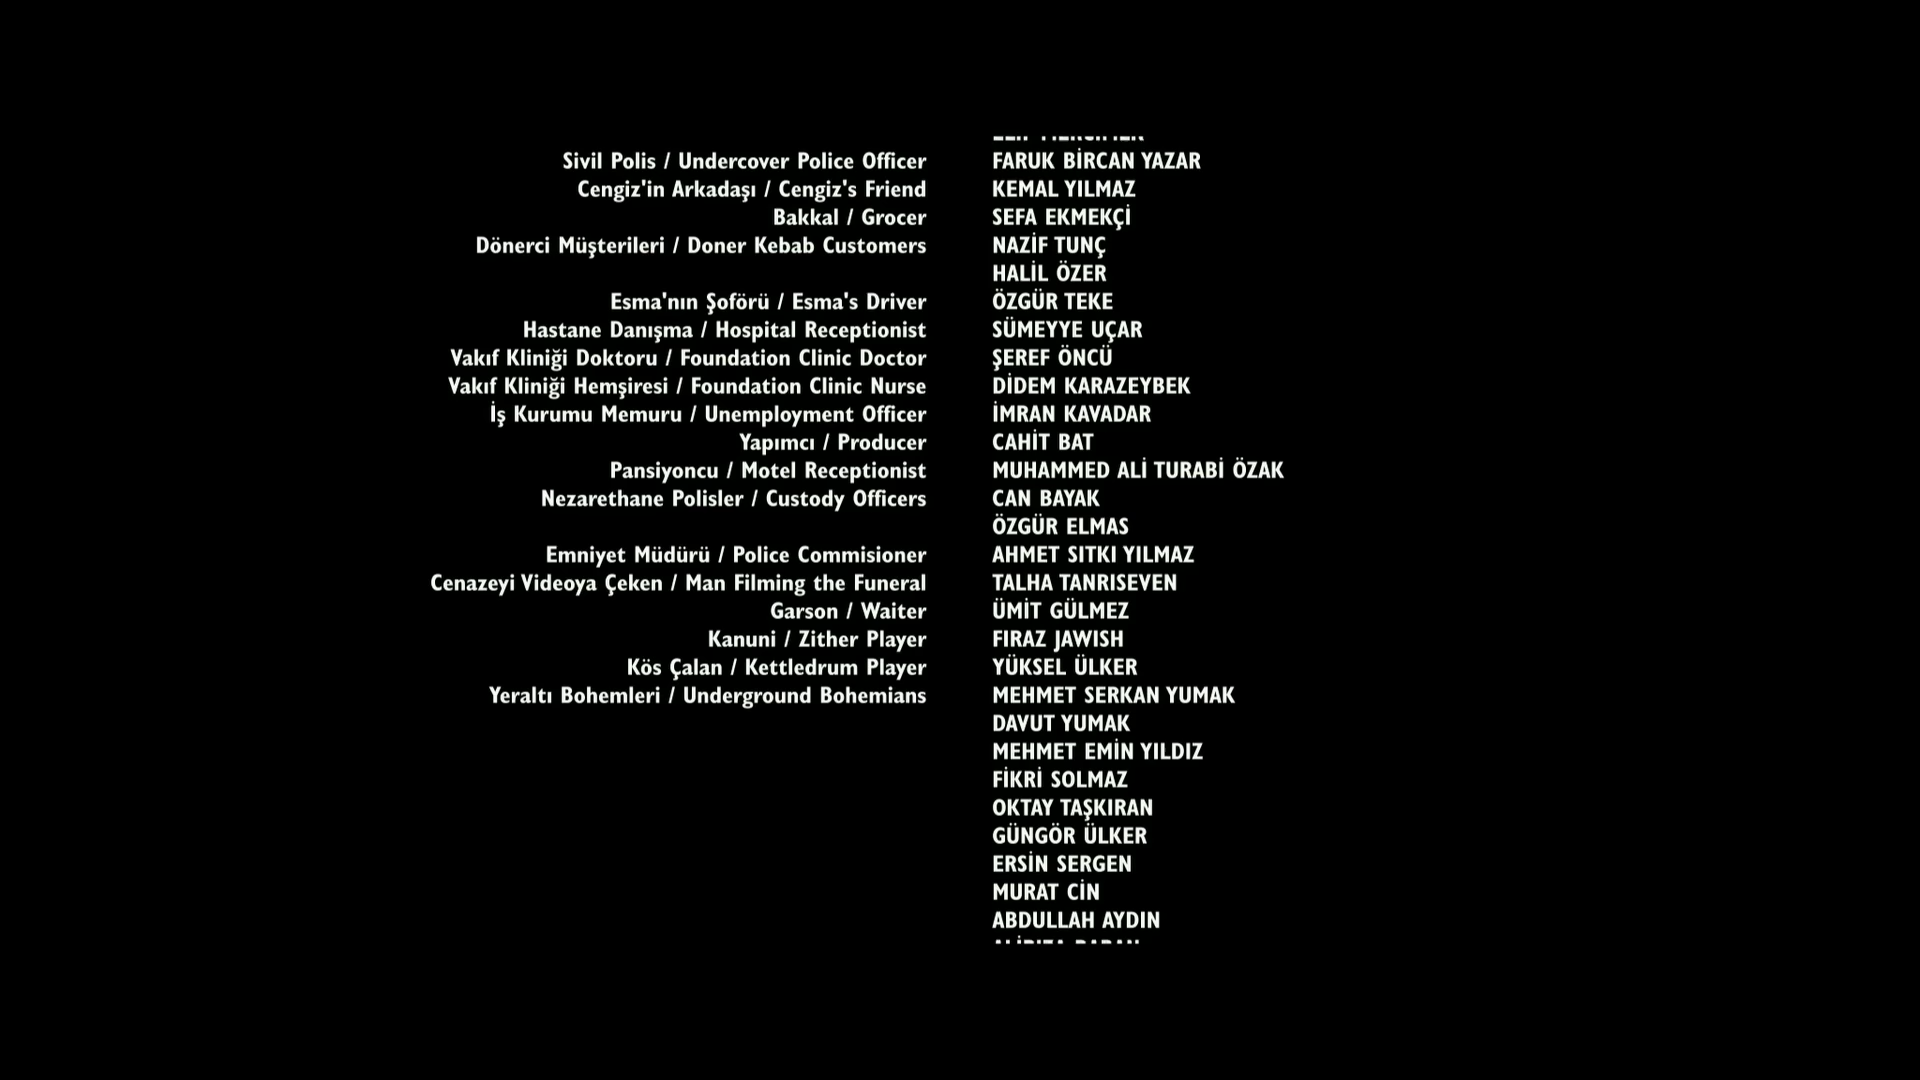 Sivil Polis / Undercover Police Officer FARUK BİRCAN YAZAR
Cengiz'in Arkadaşı / Cengiz's Friend KEMAL YILMAZ
Bakkal / Grocer SEFA EKMEKÇİ
Dönerci Müşterileri / Doner Kebab Customers NAZİF TUNÇ
HALİL ÖZER
Esma'nın Şoförü / Esma's Driver ÖZGÜR TEKE
Hastane Danışma / Hospital Receptionist SÜMEYYE UÇAR
Vakıf Kliniği Doktoru / Foundation Clinic Doctor ŞEREF ÖNCÜ
Vakıf Kliniği Hemşiresi / Foundation Clinic Nurse DİDEM KARAZEYBEK
İş Kurumu Memuru / Unemployment Officer İMRAN KAVADAR
Yapımcı / Producer CAHİT BAT
Pansiyoncu / Motel Receptionist MUHAMMED ALİ TURABİ ÖZAK
Nezarethane Polisler / Custody Officers CAN BAYAK
ÖZGÜR ELMAS
Emniyet Müdürü / Police Commisioner AHMET SITKI YILMAZ
Cenazeyi Videoya Çeken / Man Filming the Funeral TALHA TANRISEVEN
Garson / Waiter ÜMİT GÜLMEZ
Kanuni / Zither Player FIRAZ JAWISH
Kös Çalan / Kettledrum Player YÜKSEL ÜLKER
Yeraltı Bohemleri / Underground Bohemians MEHMET SERKAN YUMAK
DAVUT YUMAK
MEHMET EMİN YILDIZ
FİKRİ SOLMAZ
OKTAY TAŞKIRAN
GÜNGÖR ÜLKER
ERSİN SERGEN
MURAT CİN
ABDULLAH AYDIN